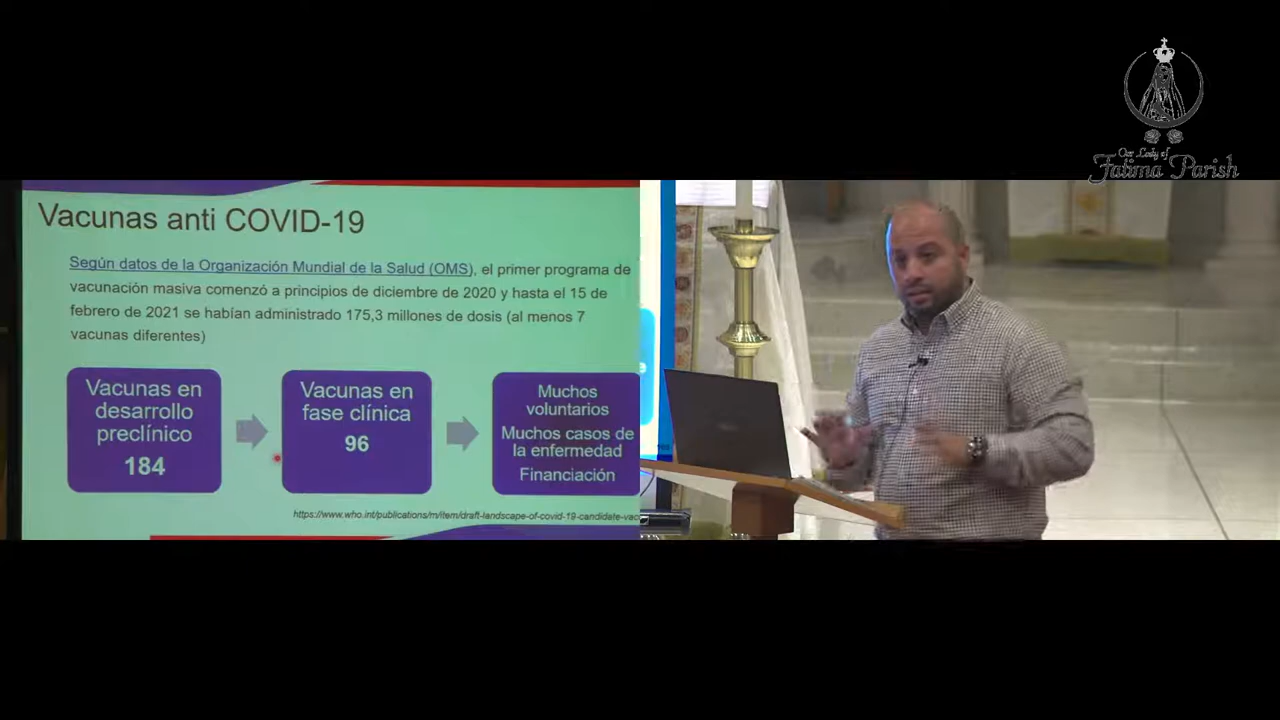 Our Lady of
Fatima Parish
Vacunas anti COVID-19
Según datos de la Organización Mundial de la Salud (OMS), el primer programa de
vacunación masiva comenzó a principios de diciembre de 2020 y hasta el 15 de
febrero de 2021 se habían administrado 175,3 millones de dosis (al menos 7
vacunas diferentes)
Vacunas en
desarrollo
preclínico
184
Vacunas en
fase clínica
96
Muchos
voluntarios
Muchos casos de
la enfermedad
Financiación
https://www.who.int/publications/m/item/draft-landscape-of-covid-19-candidate-vac